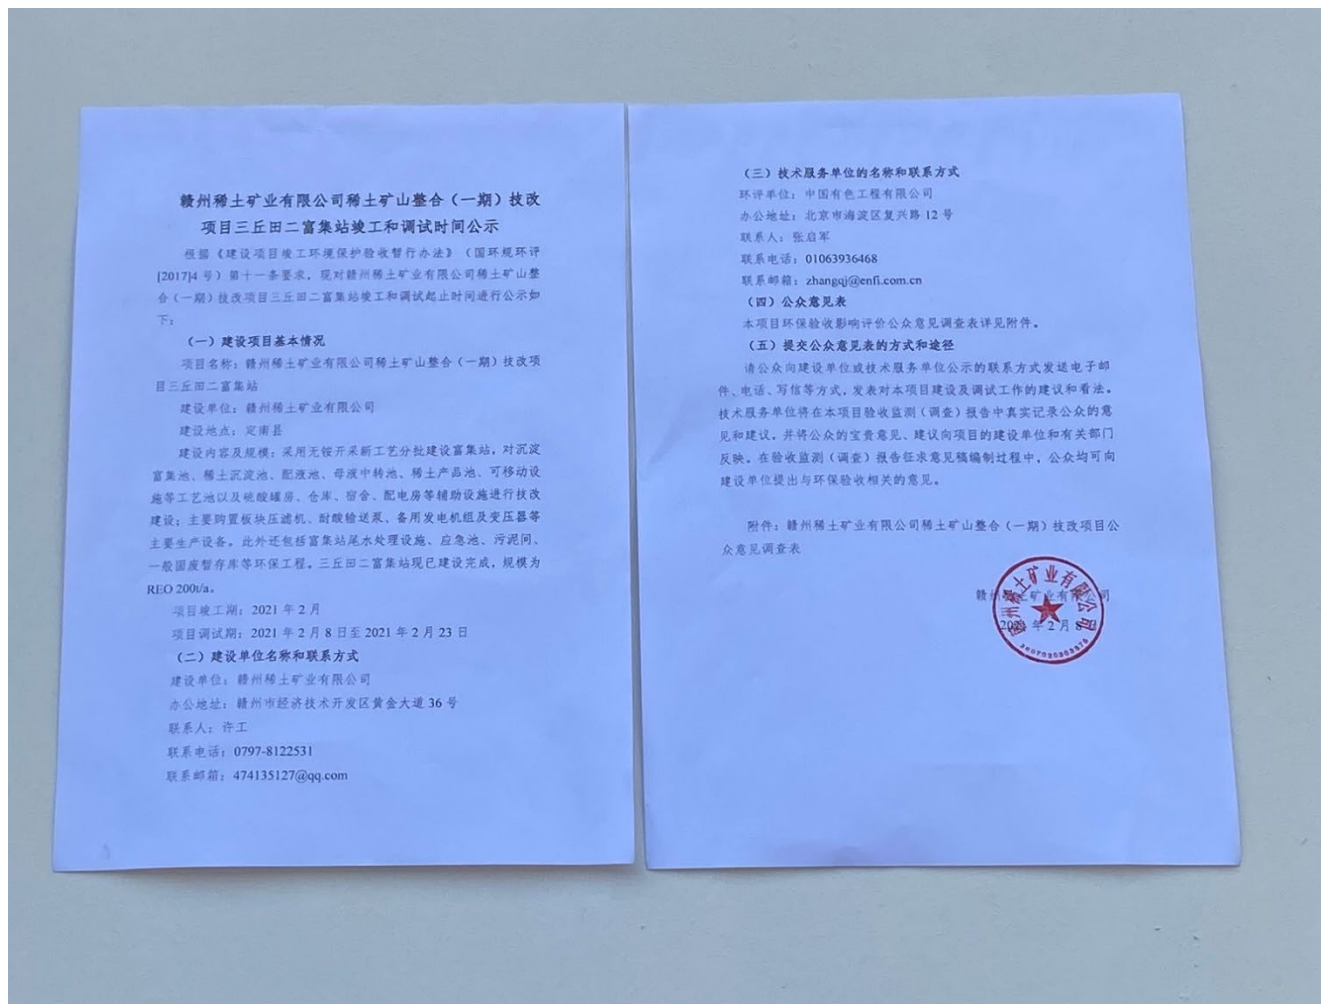 赣州稀土矿业有限公司稀土矿山整合（一期）技改
项目三丘田二富集站竣工和调试时间公示
根据《建设项目竣工环境保护验收暂行办法》（国环规环评
[2017]4 号）第十一条要求，现对赣州稀土矿业有限公司稀土矿山整
合（一期）技改项目三丘田二富集站竣工和调试起止时间进行公示如
下：
（一）建设项目基本情况
项目名称：赣州稀土矿业有限公司稀土矿山整合（一期）技改项
目三丘田二富集站
建设单位：赣州稀土矿业有限公司
建设地点：定南县
建设内容及规模：采用无铵开采新工艺分批建设富集站，对沉淀
富集池、稀土沉淀池、配液池、母液中转池、稀土产品池、可移动设
施等工艺池以及硫酸罐房、仓库、宿舍、配电房等辅助设施进行技改
建设；主要购置板块压滤机、耐酸输送泵、备用发电机组及变压器等
主要生产设备。此外还包括富集站尾水处理设施、应急池、污泥间、
一般固废暂存库等环保工程。三丘田二富集站现已建设完成，规模为
REO 200t/a。
项目竣工期：2021 年 2 月
项目调试期：2021 年 2 月 8 日至 2021 年 2 月 23 日
（二）建设单位名称和联系方式
建设单位：赣州稀土矿业有限公司
办公地址：赣州市经济技术开发区黄金大道 36 号
联系人：许工
联系电话：0797-8122531
联系邮箱：474135127@qq.com
（三）技术服务单位的名称和联系方式
环评单位：中国有色工程有限公司
办公地址：北京市海淀区复兴路 12 号
联系人：张启军
联系电话：01063936468
联系邮箱：zhangqj@enfi.com.cn
（四）公众意见表
本项目环保验收影响评价公众意见调查表详见附件。
（五）提交公众意见表的方式和途径
请公众向建设单位或技术服务单位公示的联系方式发送电子邮
件、电话、写信等方式，发表对本项目建设及调试工作的建议和看法。
技术服务单位将在本项目验收监测（调查）报告中真实记录公众的意
见和建议，并将公众的宝贵意见、建议向项目的建设单位和有关部门
反映。在验收监测（调查）报告征求意见稿编制过程中，公众均可向
建设单位提出与环保验收相关的意见。
附件：赣州稀土矿业有限公司稀土矿山整合（一期）技改项目公
众意见调查表
赣州稀土矿业有限公司
年 2 月 8 日
赣州稀土矿业有限公司